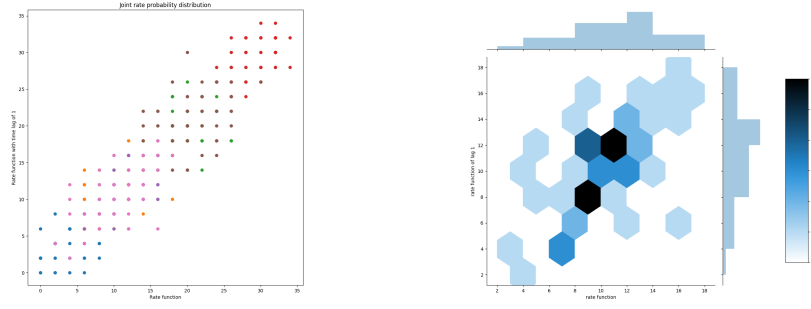 Joint rate probability distribution
35
30
25
20
15
10
5
0
Rate function with time lag of 1
0 5 10 15 20 25 30 35
Rate function
18
16
14
12
10
8
6
4
2
rate function of lag 1
2 4 6 8 10 12 14 16 18
rate function